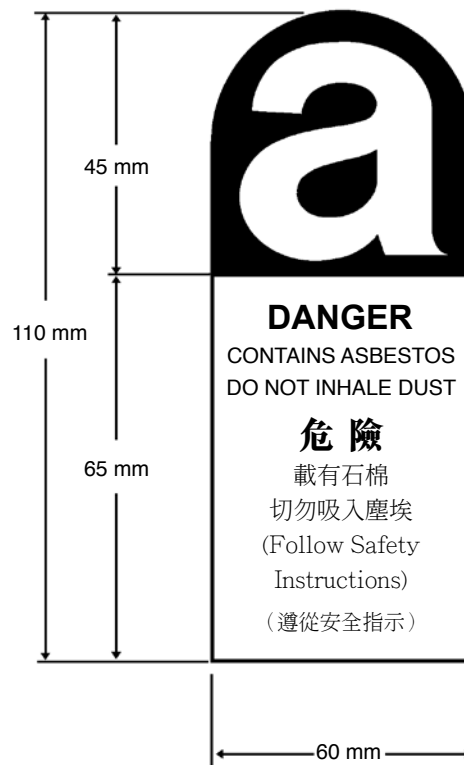 a
45 mm
110 mm
DANGER
CONTAINS ASBESTOS
DO NOT INHALE DUST
危 險
載有石棉
65 mm
切勿吸入塵埃
(Follow Safety
Instructions)
（遵從安全指示）
60 mm